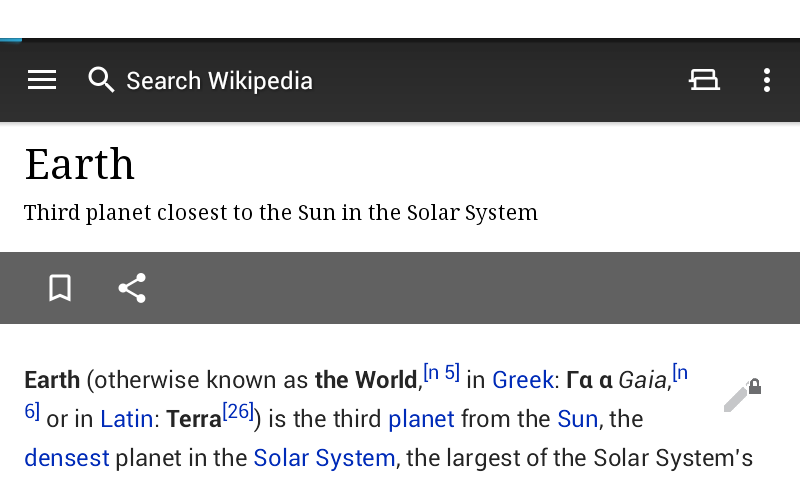 Search Wikipedia
Earth
Third planet closest to the Sun in the Solar System
Earth (otherwise known as the World,[n 5] in Greek: Γα α Gaia,[n
6] or in Latin: Terra[26]) is the third planet from the Sun, the
densest planet in the Solar System, the largest of the Solar System's